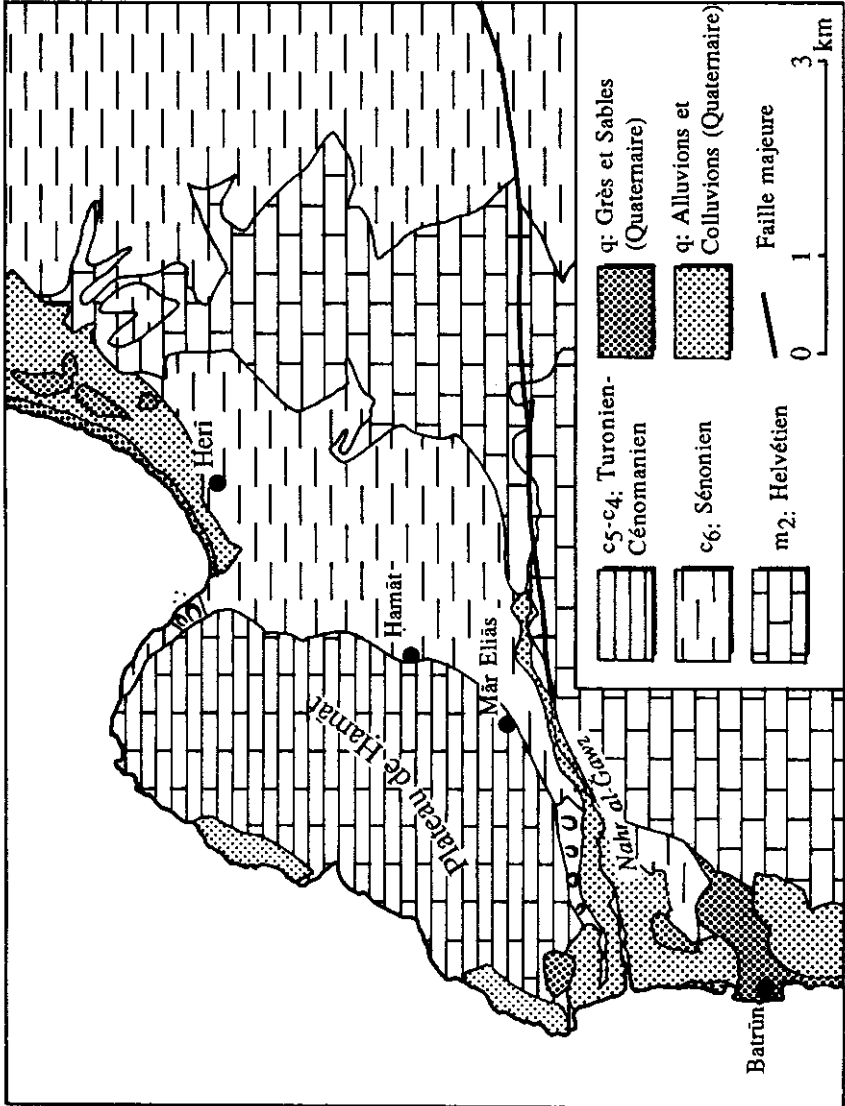 Heri
Hamāt
Plateau de Ḥamāt
Mār Eliās
Nahr al-Gawz
Batrūn
c5-c4: Turonien-
Cénomanien
c6: Sénonien
m2: Helvétien
q: Grès et Sables
(Quaternaire)
q: Alluvions et
Colluvions (Quaternaire)
Faille majeure
0 1 3
km